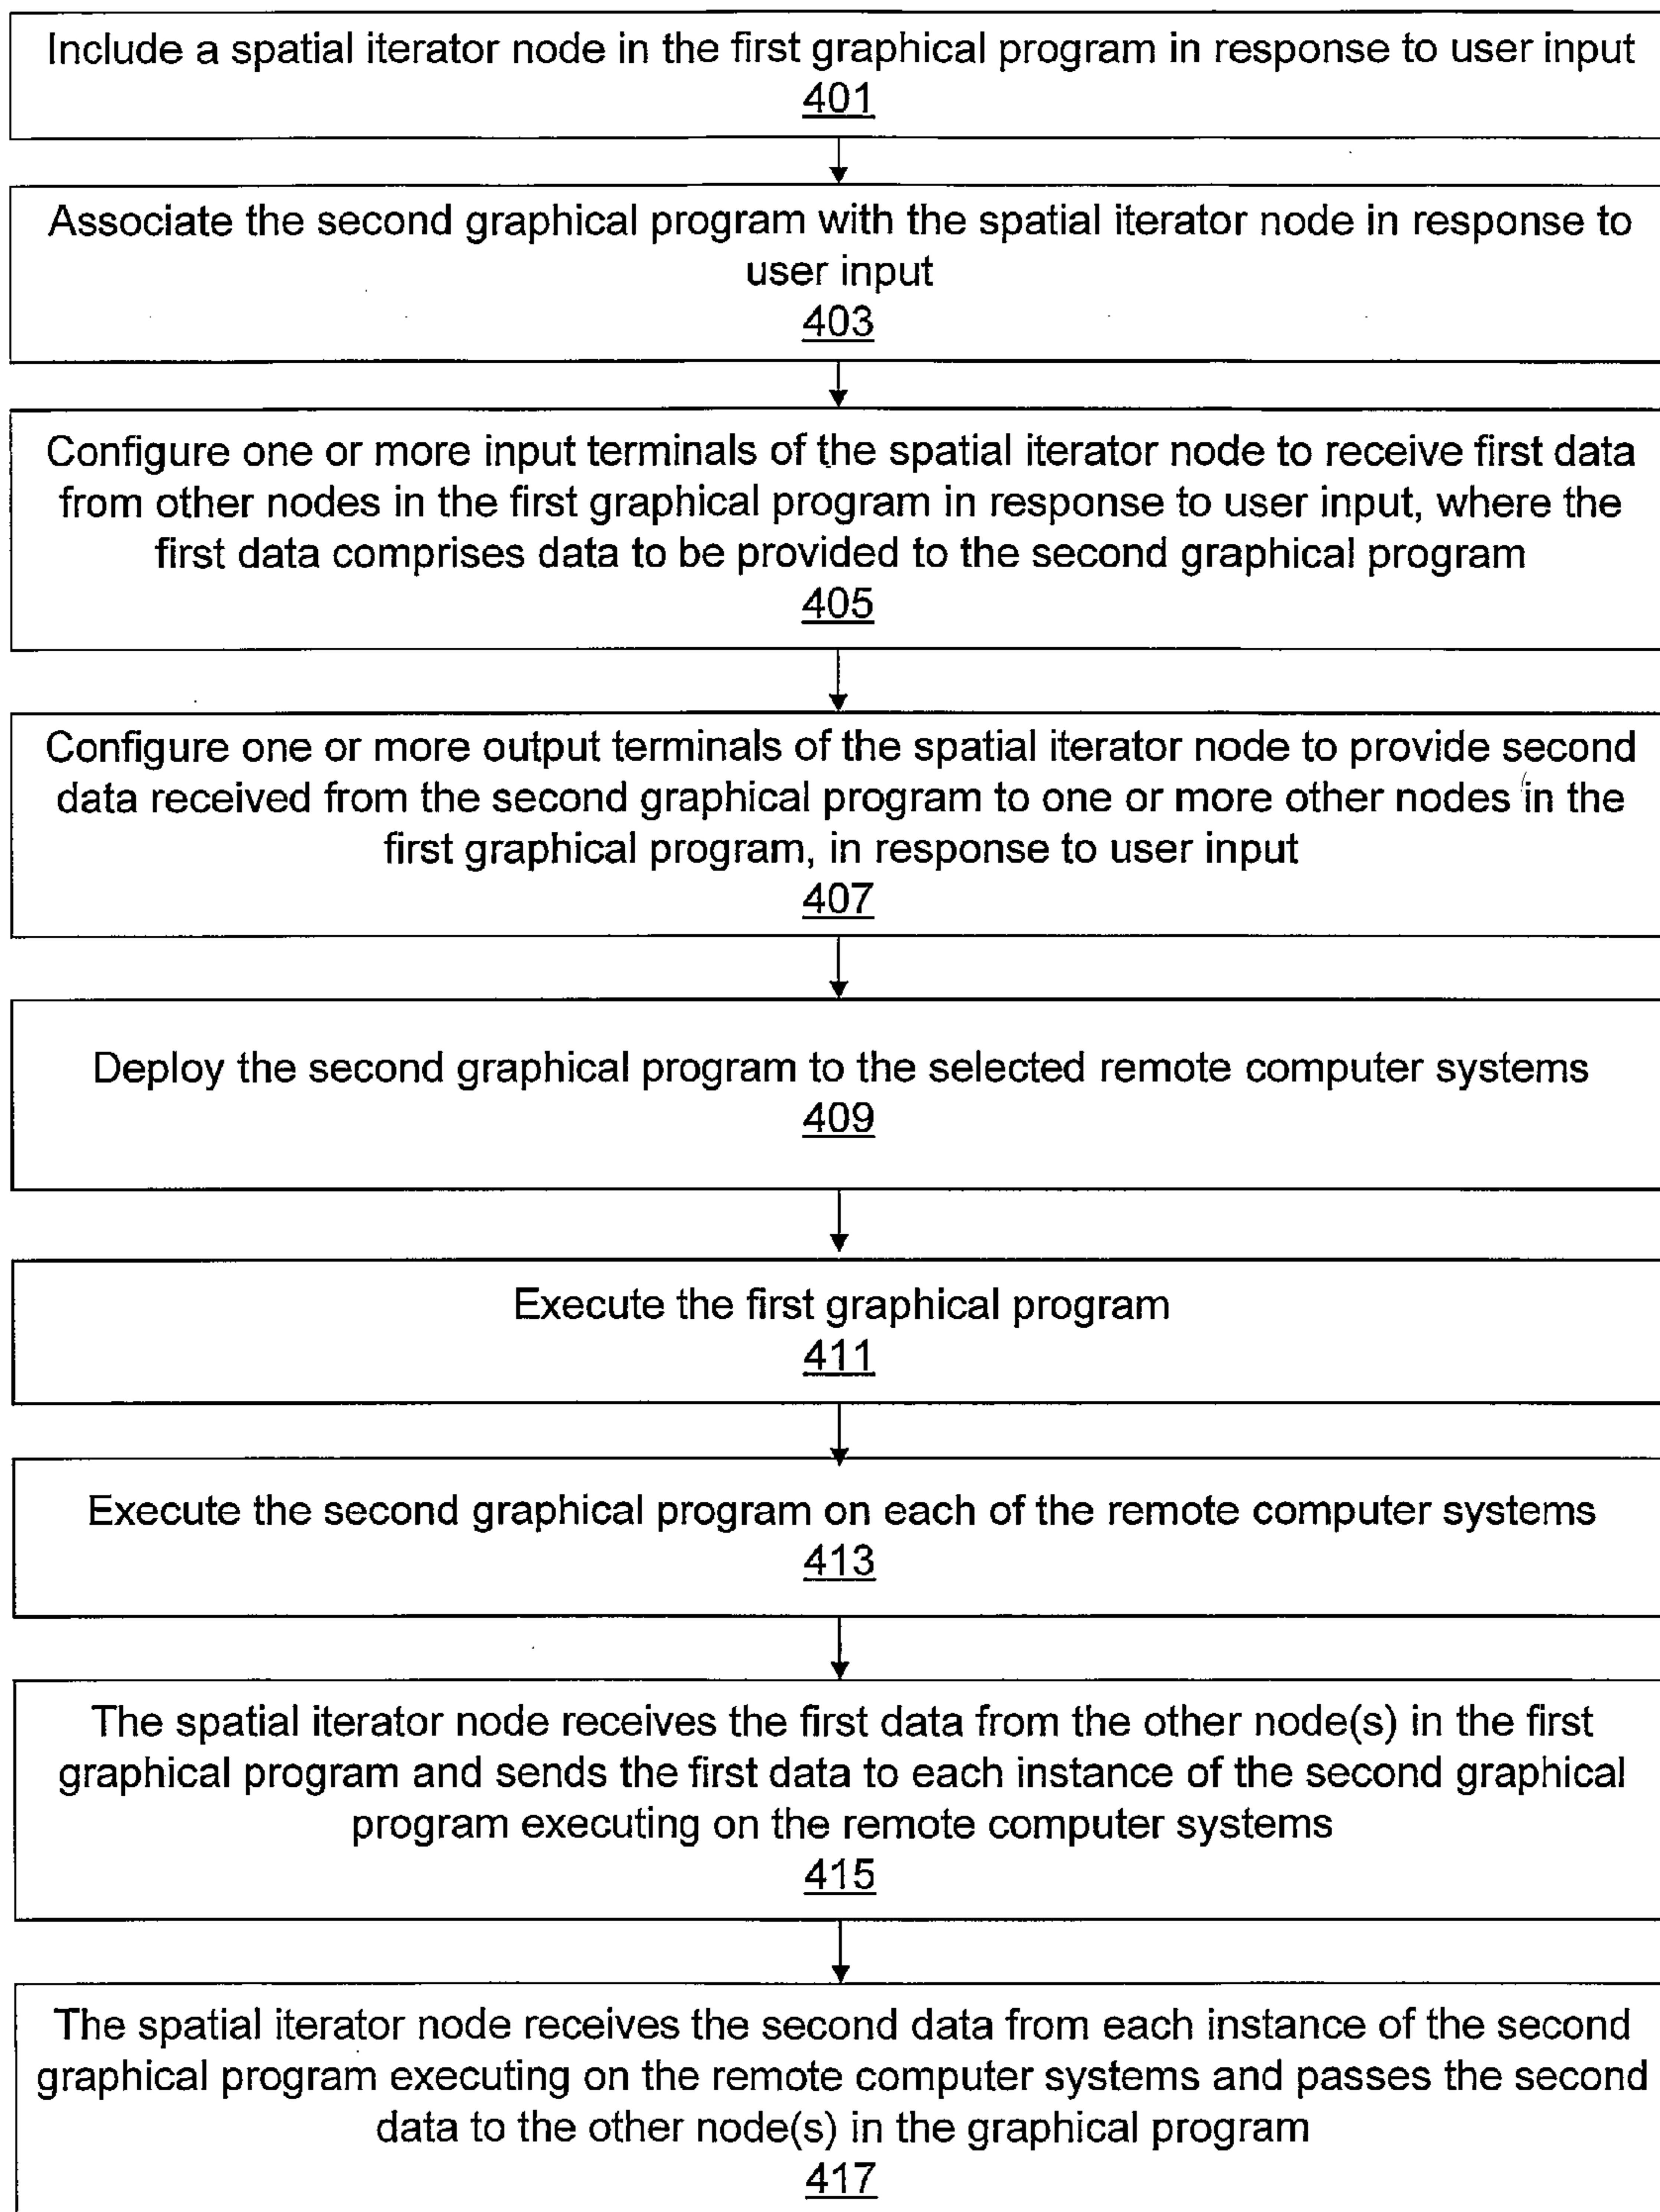 Include a spatial iterator node in the first graphical program in response to user input
401
Associate the second graphical program with the spatial iterator node in response to
user input
403
Configure one or more input terminals of the spatial iterator node to receive first data
from other nodes in the first graphical program in response to user input, where the
first data comprises data to be provided to the second graphical program
405
Configure one or more output terminals of the spatial iterator node to provide second
data received from the second graphical program to one or more other nodes in the
first graphical program, in response to user input
407
Deploy the second graphical program to the selected remote computer systems
409
Execute the first graphical program
411
Execute the second graphical program on each of the remote computer systems
413
The spatial iterator node receives the first data from the other node(s) in the first
graphical program and sends the first data to each instance of the second graphical
program executing on the remote computer systems
415
The spatial iterator node receives the second data from each instance of the second
graphical program executing on the remote computer systems and passes the second
data to the other node(s) in the graphical program
417